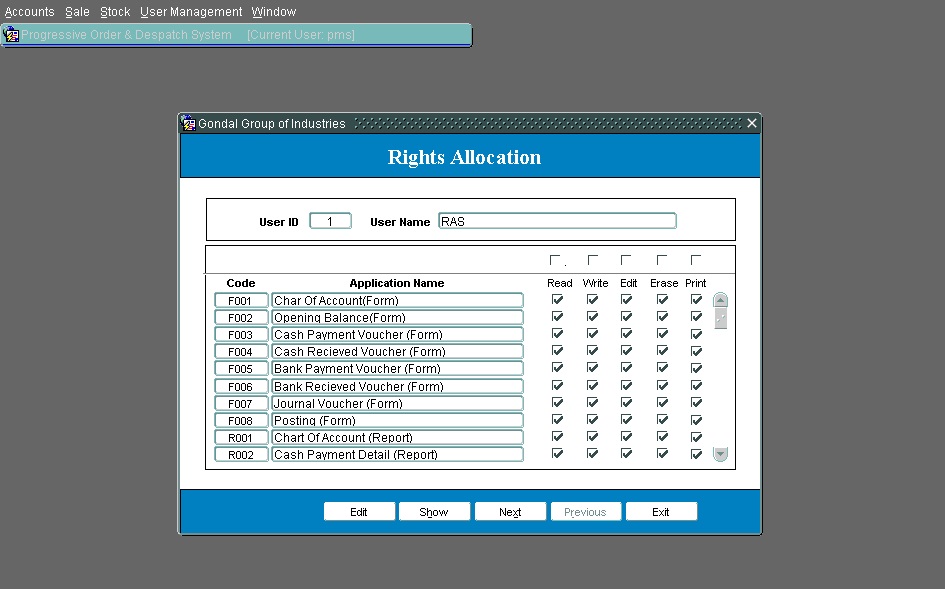 Accounts Sale Stock User Management Window
Progressive Order & Despatch System [Current User: pms]
Gondal Group of Industries
Rights Allocation
User ID 1 User Name RAS
Code Application Name Read Write Edit Erase Print
F001 Char Of Account(Form)
F002 Opening Balance(Form)
F003 Cash Payment Voucher (Form)
F004 Cash Recieved Voucher (Form)
F005 Bank Payment Voucher (Form)
F006 Bank Recieved Voucher (Form)
F007 Journal Voucher (Form)
F008 Posting (Form)
R001 Chart Of Account (Report)
R002 Cash Payment Detail (Report)
Edit Show Next Previous Exit